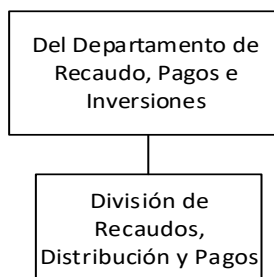 Del Departamento de
Recaudo, Pagos e
Inversiones
División de
Recaudos,
Distribución y Pagos